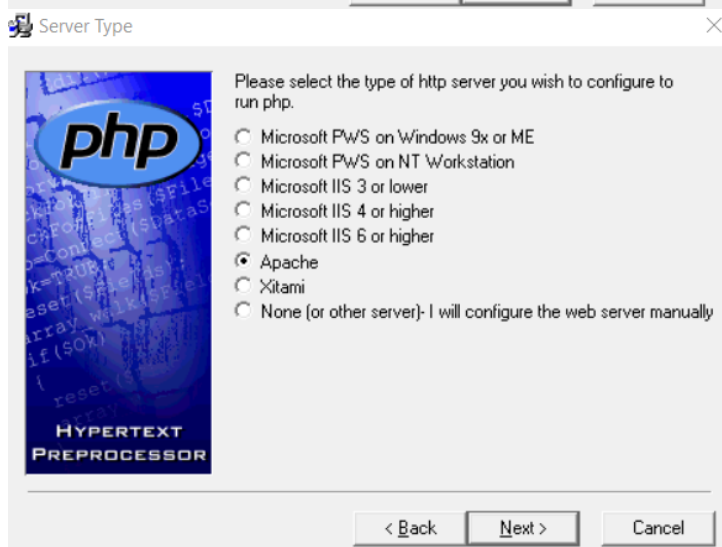 Server Type
Please select the type of http server you wish to configure to
run php.
Microsoft PWS on Windows 9x or ME
Microsoft PWS on NT Workstation
Microsoft IIS 3 or lower
Microsoft IIS 4 or higher
Microsoft IIS 6 or higher
Apache
Xitami
None (or other server)- I will configure the web server manually
php
HYPERTEXT
PREPROCESSOR
< Back
Next >
Cancel